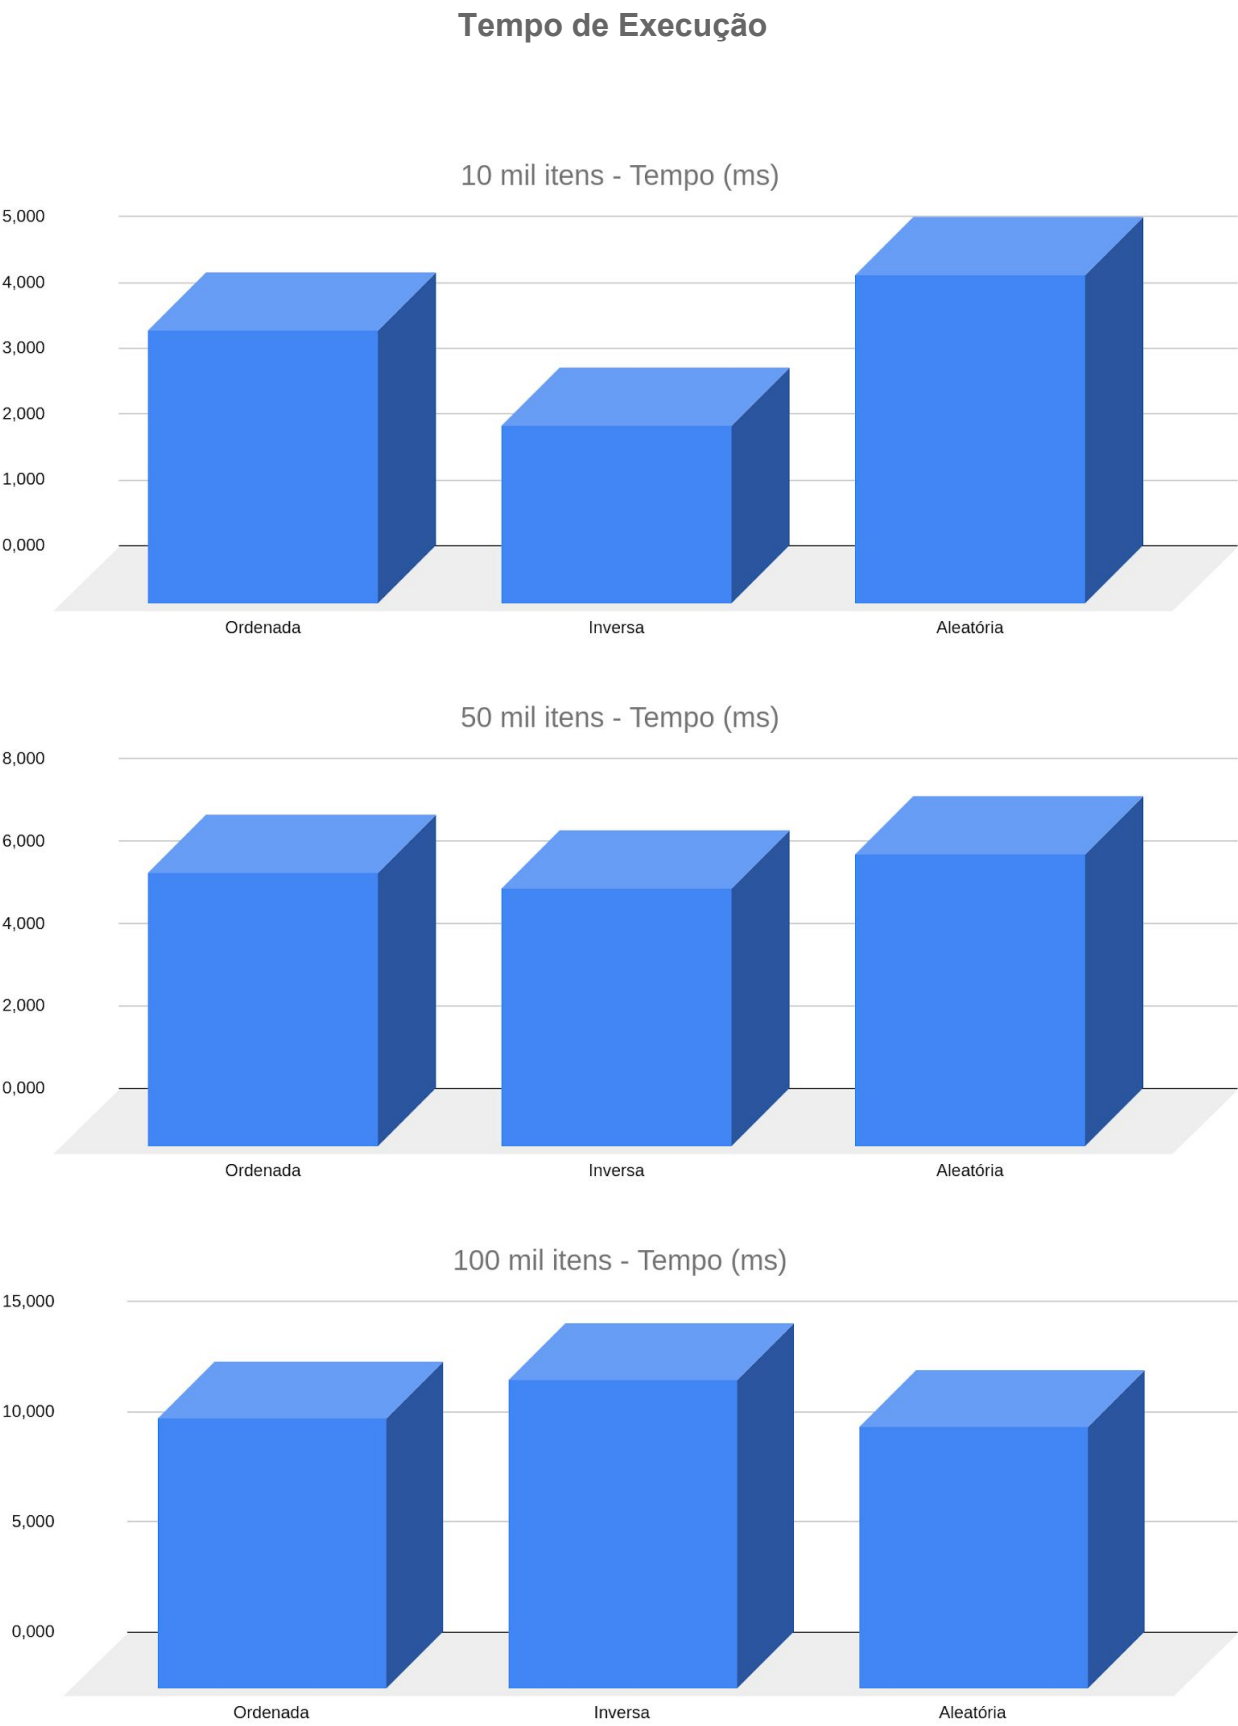 Tempo de Execução
10 mil itens - Tempo (ms)
5,000
4,000
3,000
2,000
1,000
0,000
Ordenada Inversa Aleatória
50 mil itens - Tempo (ms)
8,000
6,000
4,000
2,000
0,000
Ordenada Inversa Aleatória
100 mil itens - Tempo (ms)
15,000
10,000
5,000
0,000
Ordenada Inversa Aleatória